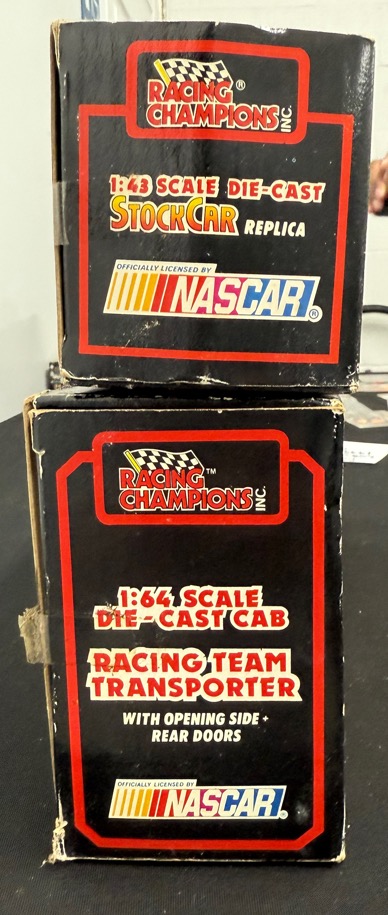 RACING ®
CHAMPIONS INC.
1:43 SCALE DIE-CAST
STOCKCAR REPLICA
OFFICIALLY LICENSED BY
NASCAR ®
RACING ™
CHAMPIONS INC.
1:64 SCALE
DIE-CAST CAB
RACING TEAM
TRANSPORTER
WITH OPENING SIDE +
REAR DOORS
OFFICIALLY LICENSED BY
NASCAR ®